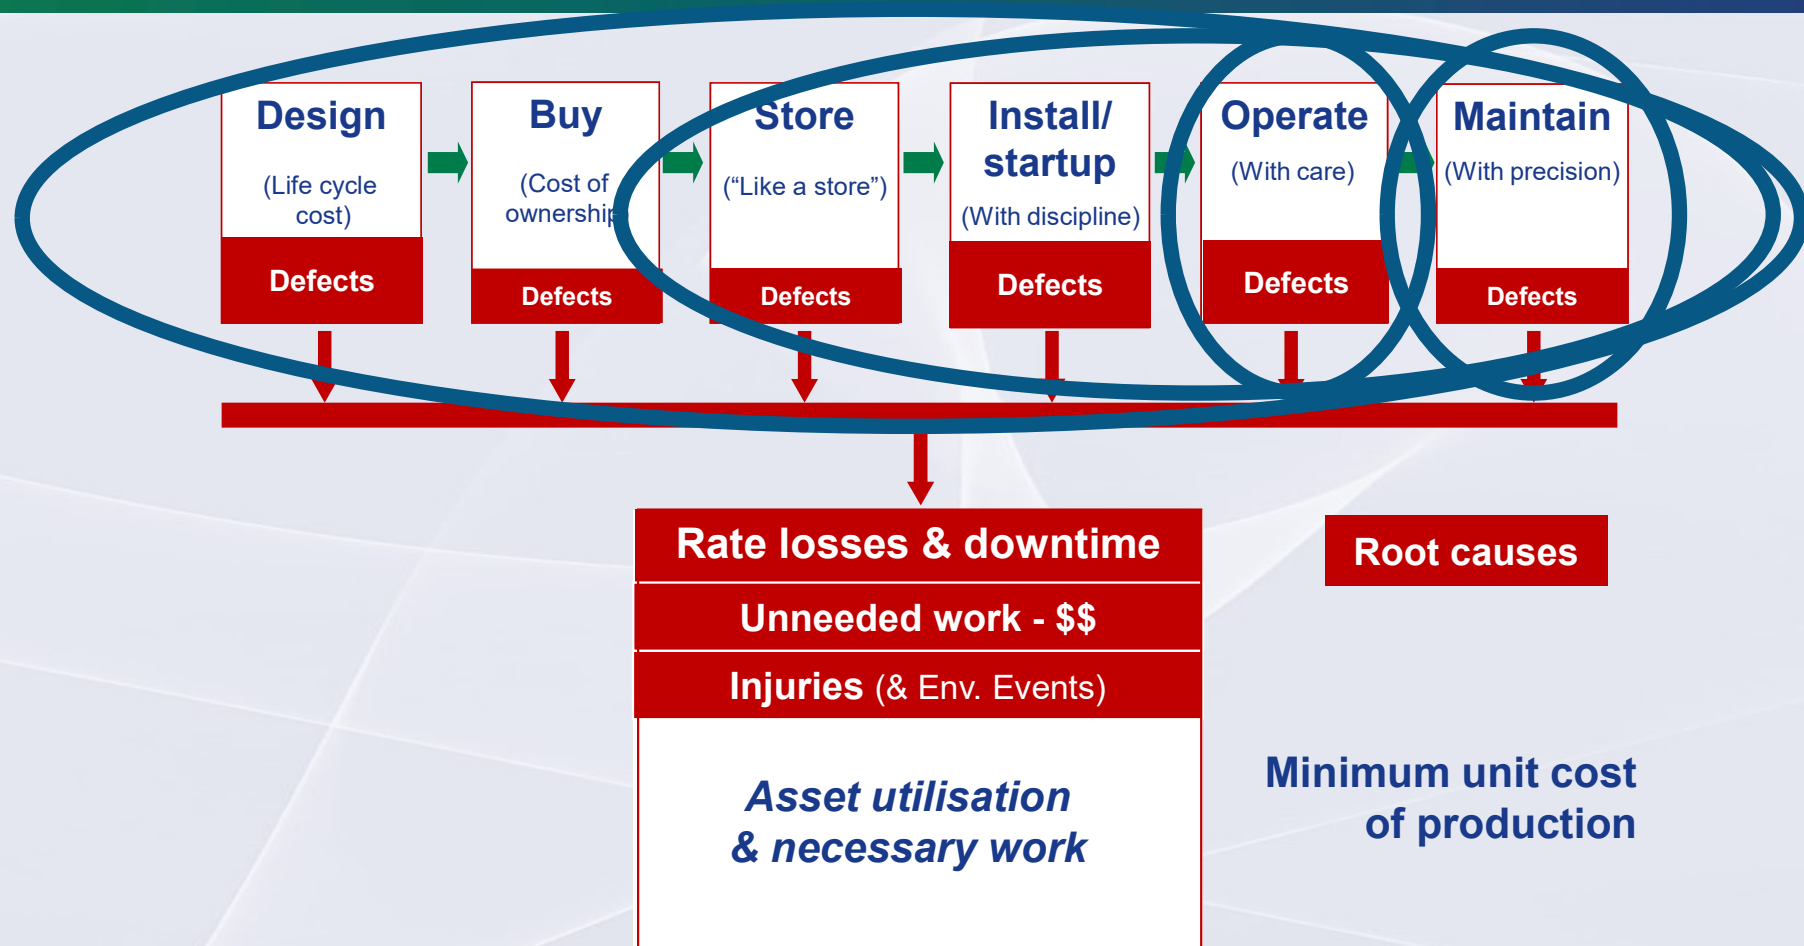 Design
(Life cycle
cost)
Defects
Buy
(Cost of
ownership
Defects
Store
(“Like a store”)
Defects
Install/
startup
(With discipline)
Defects
Operate
(With care)
Defects
Maintain
(With precision)
Defects
Rate losses & downtime
Unneeded work - $$
Injuries (& Env. Events)
Asset utilisation
& necessary work
Root causes
Minimum unit cost
of production